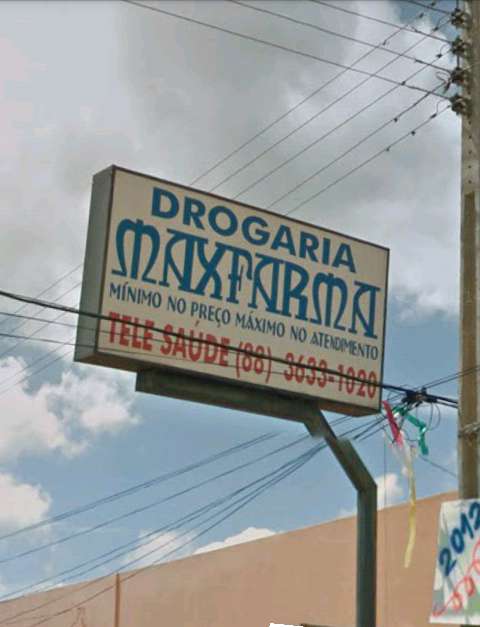 DROGARIA
MAXFARMA
MÍNIMO NO PREÇO MÁXIMO NO ATENDIMENTO
TELE SAÚDE (88) 3633-1020
2012